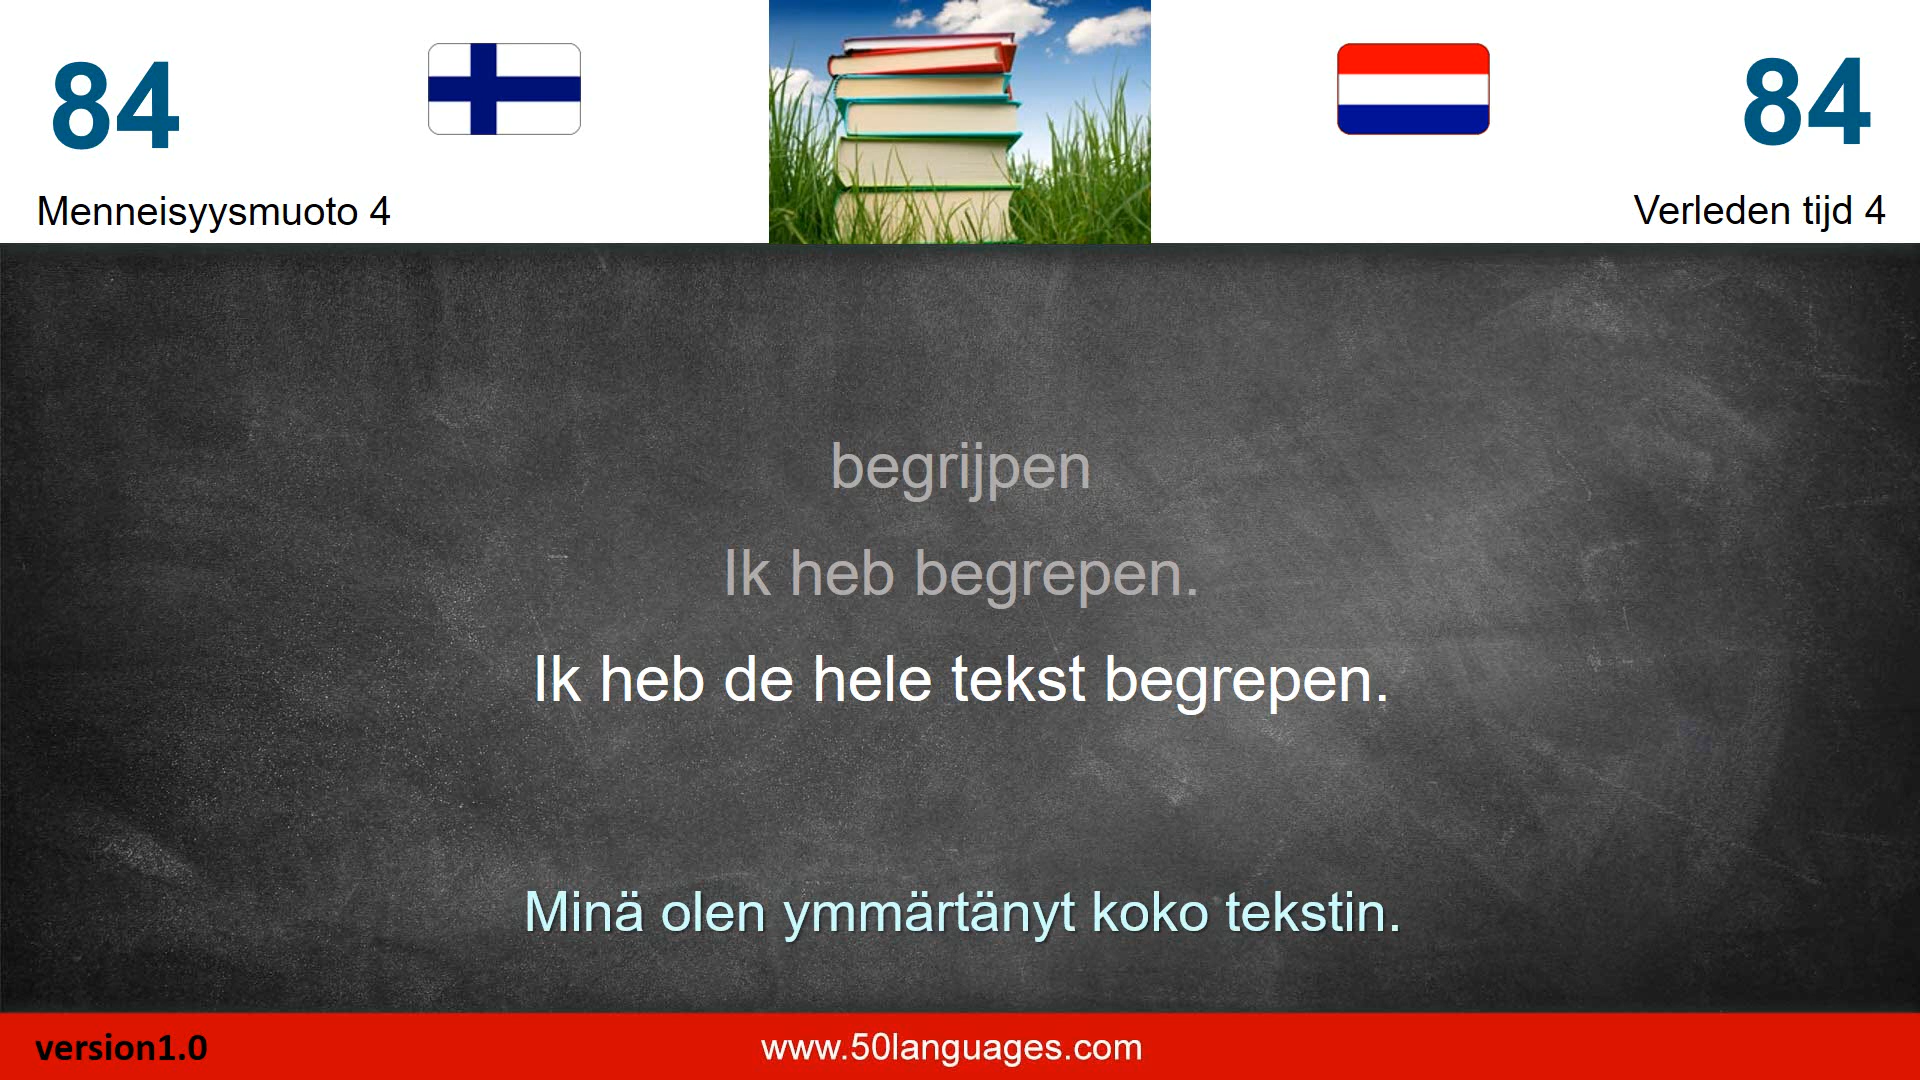 84
84
Menneisyysmuoto 4
Verleden tijd 4
begrijpen
Ik heb begrepen.
Ik heb de hele tekst begrepen.
Minä olen ymmärtänyt koko tekstin.
version1.0
www.50languages.com